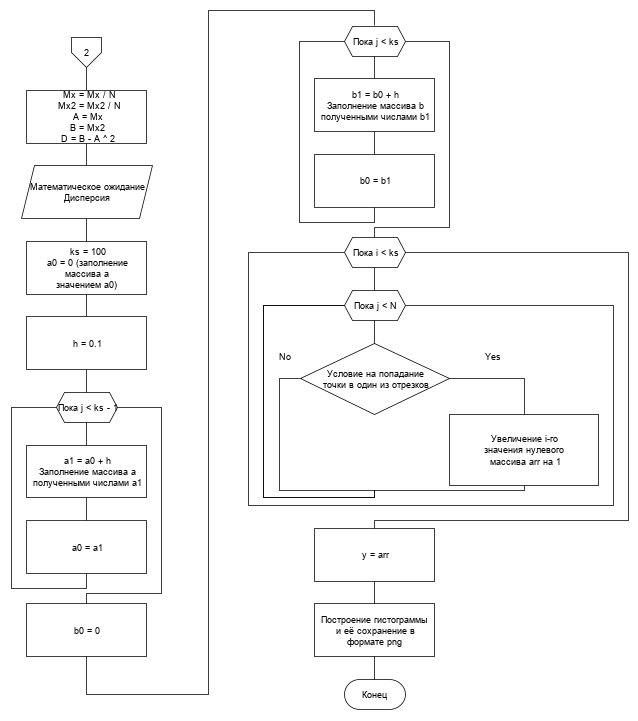 2
Mx = Mx / N
Mx2 = Mx2 / N
A = Mx
B = Mx2
D = B - A ^ 2
Математическое ожидание
Дисперсия
ks = 100
a0 = 0 (заполнение
массива a
значением a0)
h = 0.1
Пока j < ks - 1
a1 = a0 + h
Заполнение массива a
полученными числами a1
a0 = a1
b0 = 0
Пока j < ks
b1 = b0 + h
Заполнение массива b
полученными числами b1
b0 = b1
Пока i < ks
Пока j < N
No
Yes
Условие на попадание
точки в один из отрезков
Увеличение i-го
значения нулевого
массива arr на 1
y = arr
Построение гистограммы
и её сохранение в
формате png
Конец